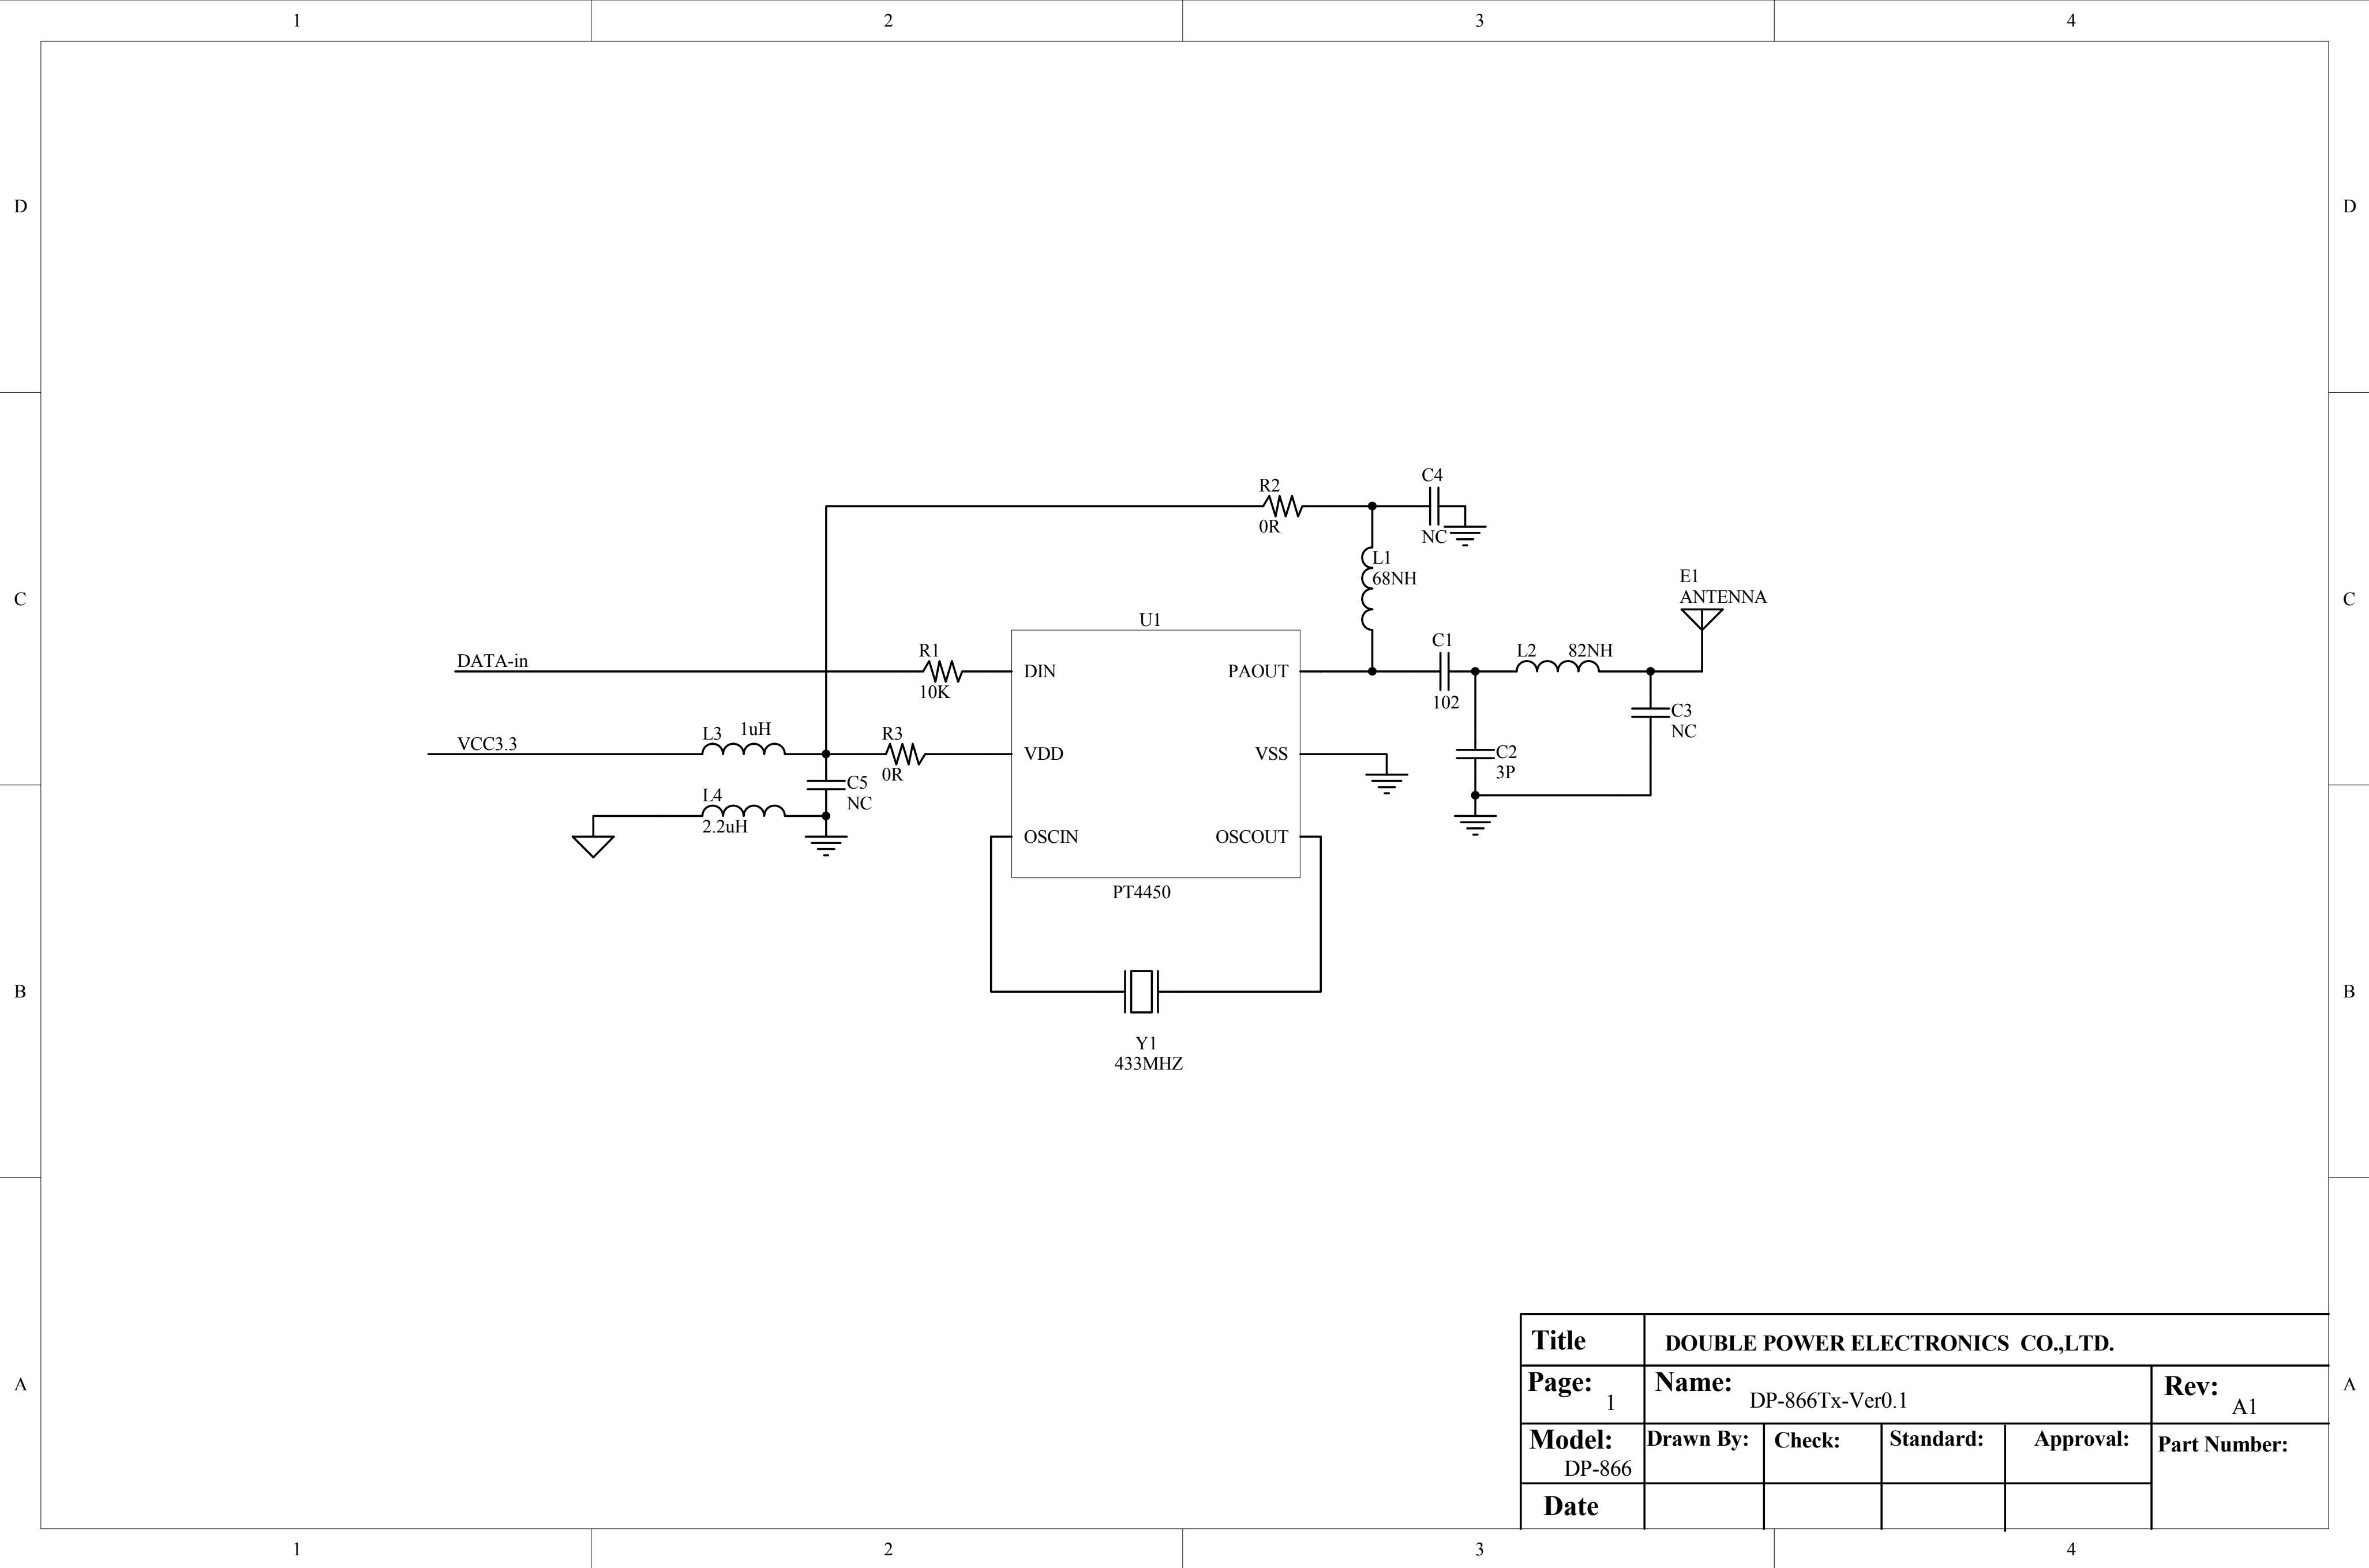 1 2 3 4
D D
C4
R2
0R
NC
L1
68NH
E1
ANTENNA
C C
U1
C1
DATA-in
R1
L2 82NH
DIN
PAOUT
10K
102
C3
NC
L3 1uH
VCC3.3
R3
VDD
VSS
C2
3P
0R
C5
NC
L4
2.2uH
OSCIN
OSCOUT
PT4450
B B
Y1
433MHZ
Title DOUBLE POWER ELECTRONICS CO.,LTD.
A A
Page: 1 Name: DP-866Tx-Ver0.1 Rev: A1
Model: DP-866 Drawn By: Check: Standard: Approval: Part Number:
Date
1 2 3 4